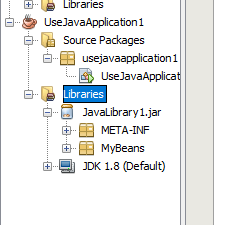 Libraries
UseJavaApplication1
Source Packages
usejavaapplication1
UseJavaApplicat
Libraries
JavaLibrary1.jar
META-INF
MyBeans
JDK 1.8 (Default)